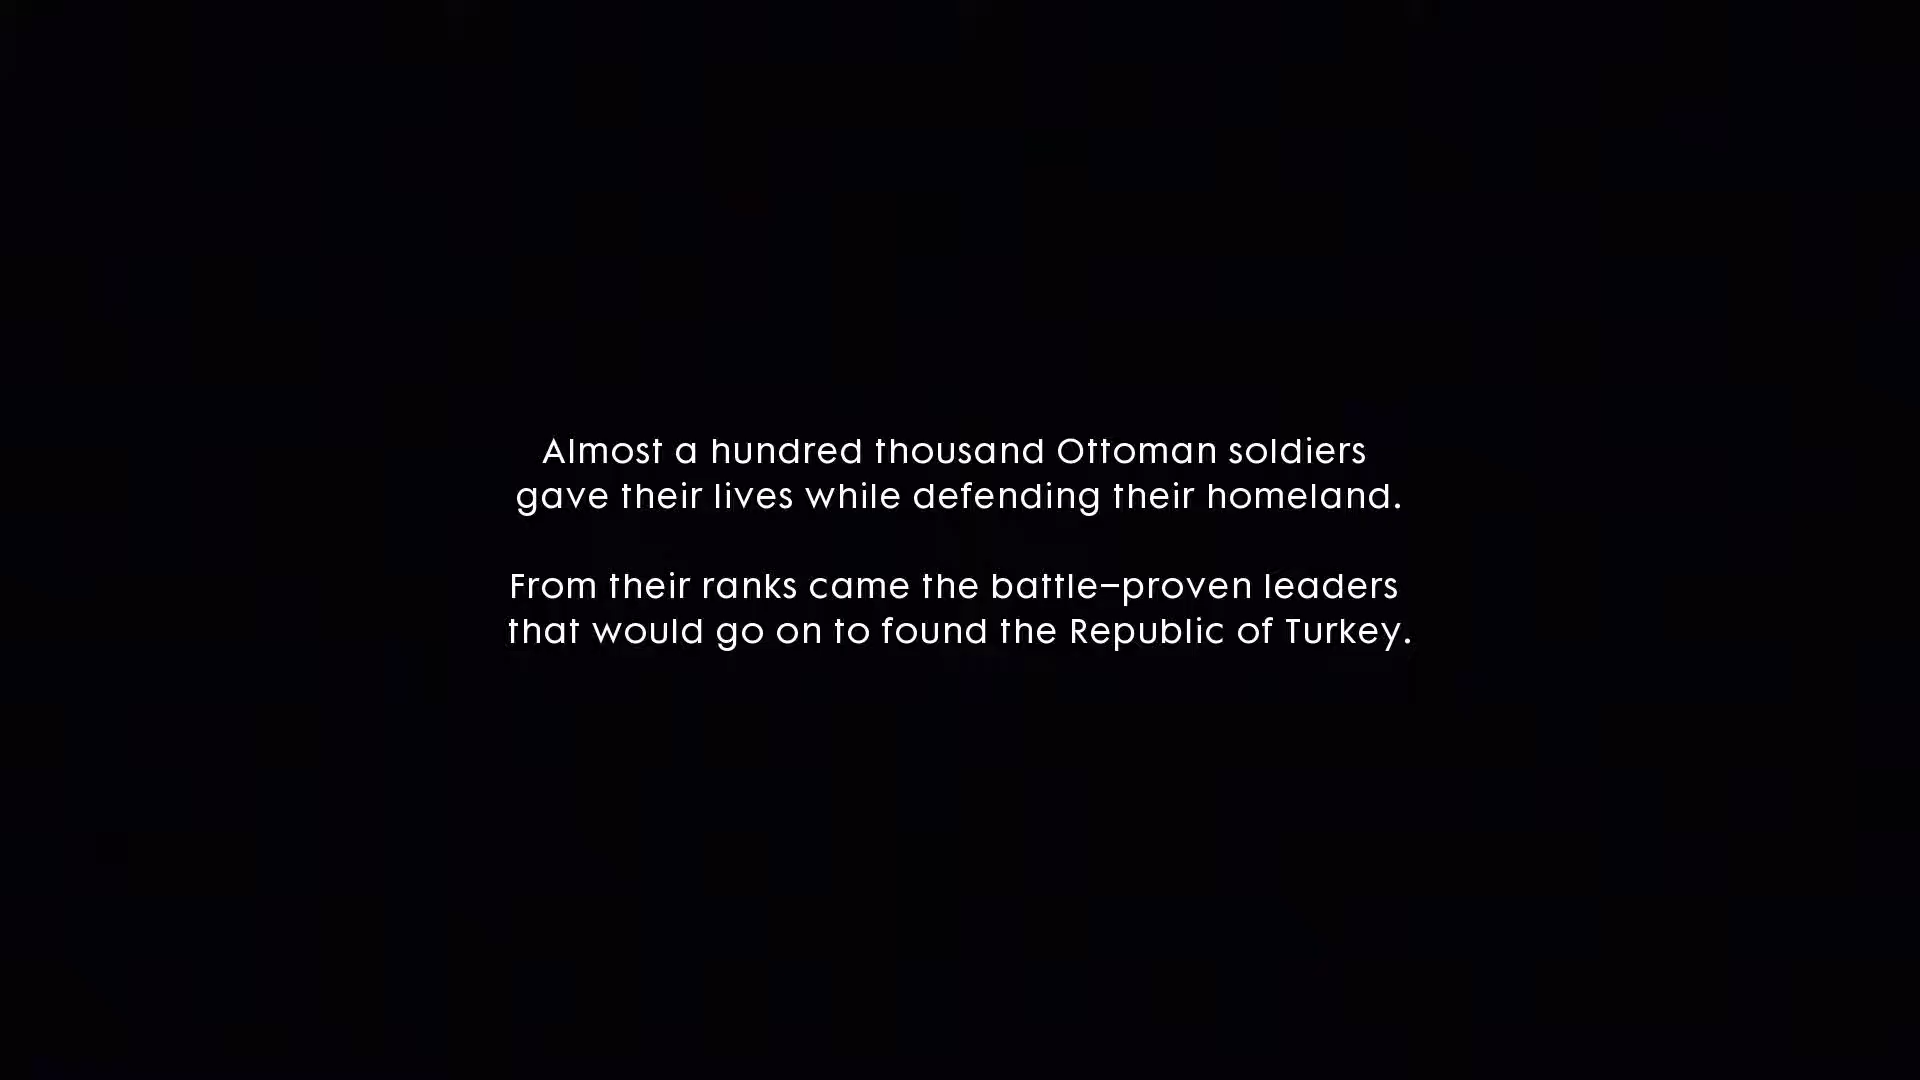 Almost a hundred thousand Ottoman soldiers
gave their lives while defending their homeland.
From their ranks came the battle-proven leaders
that would go on to found the Republic of Turkey.